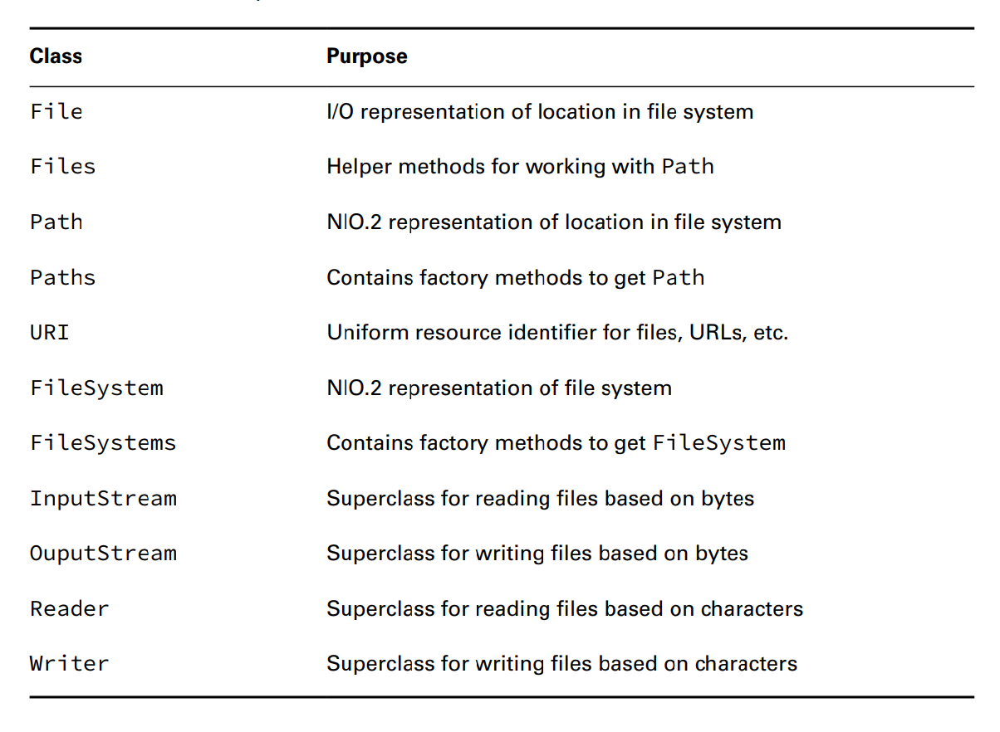 Class Purpose
File I/O representation of location in file system
Files Helper methods for working with Path
Path NIO.2 representation of location in file system
Paths Contains factory methods to get Path
URI Uniform resource identifier for files, URLs, etc.
FileSystem NIO.2 representation of file system
FileSystems Contains factory methods to get FileSystem
InputStream Superclass for reading files based on bytes
OuputStream Superclass for writing files based on bytes
Reader Superclass for reading files based on characters
Writer Superclass for writing files based on characters